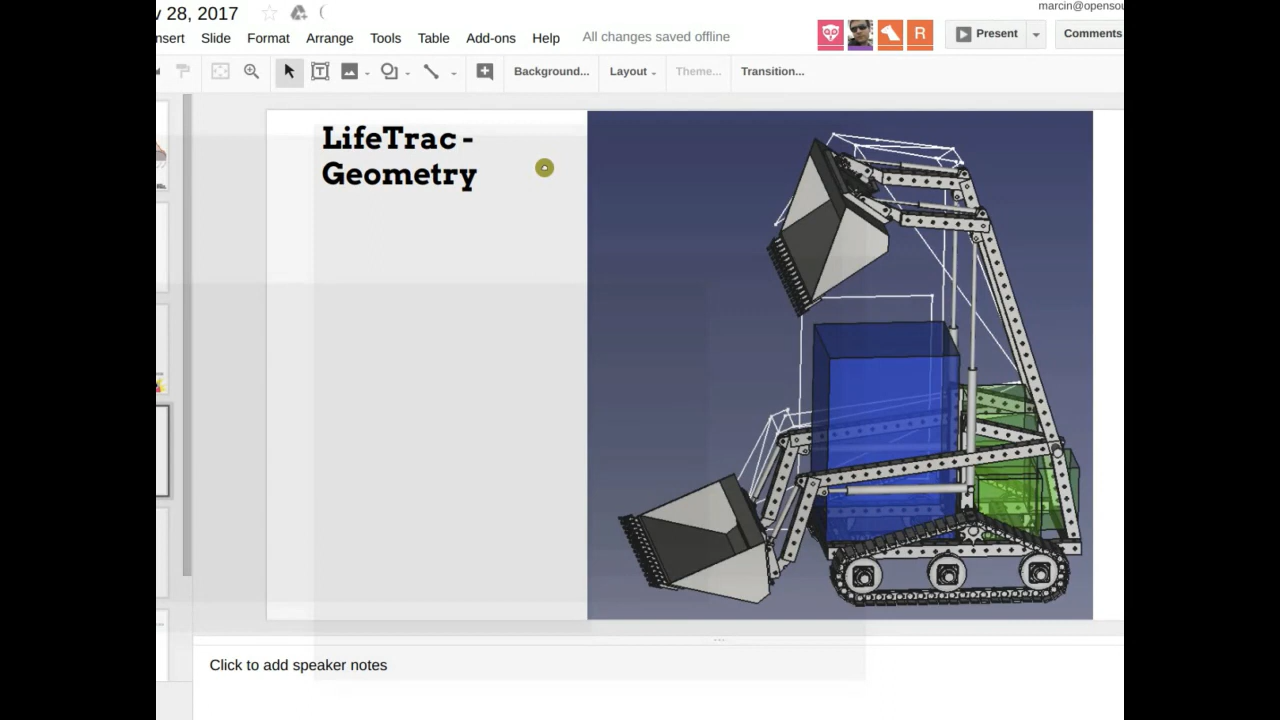 v 28, 2017
marcin@opensou
nsert Slide Format Arrange Tools Table Add-ons Help All changes saved offline
R Present Comments
Background... Layout Theme... Transition...
LifeTrac -
Geometry
Click to add speaker notes